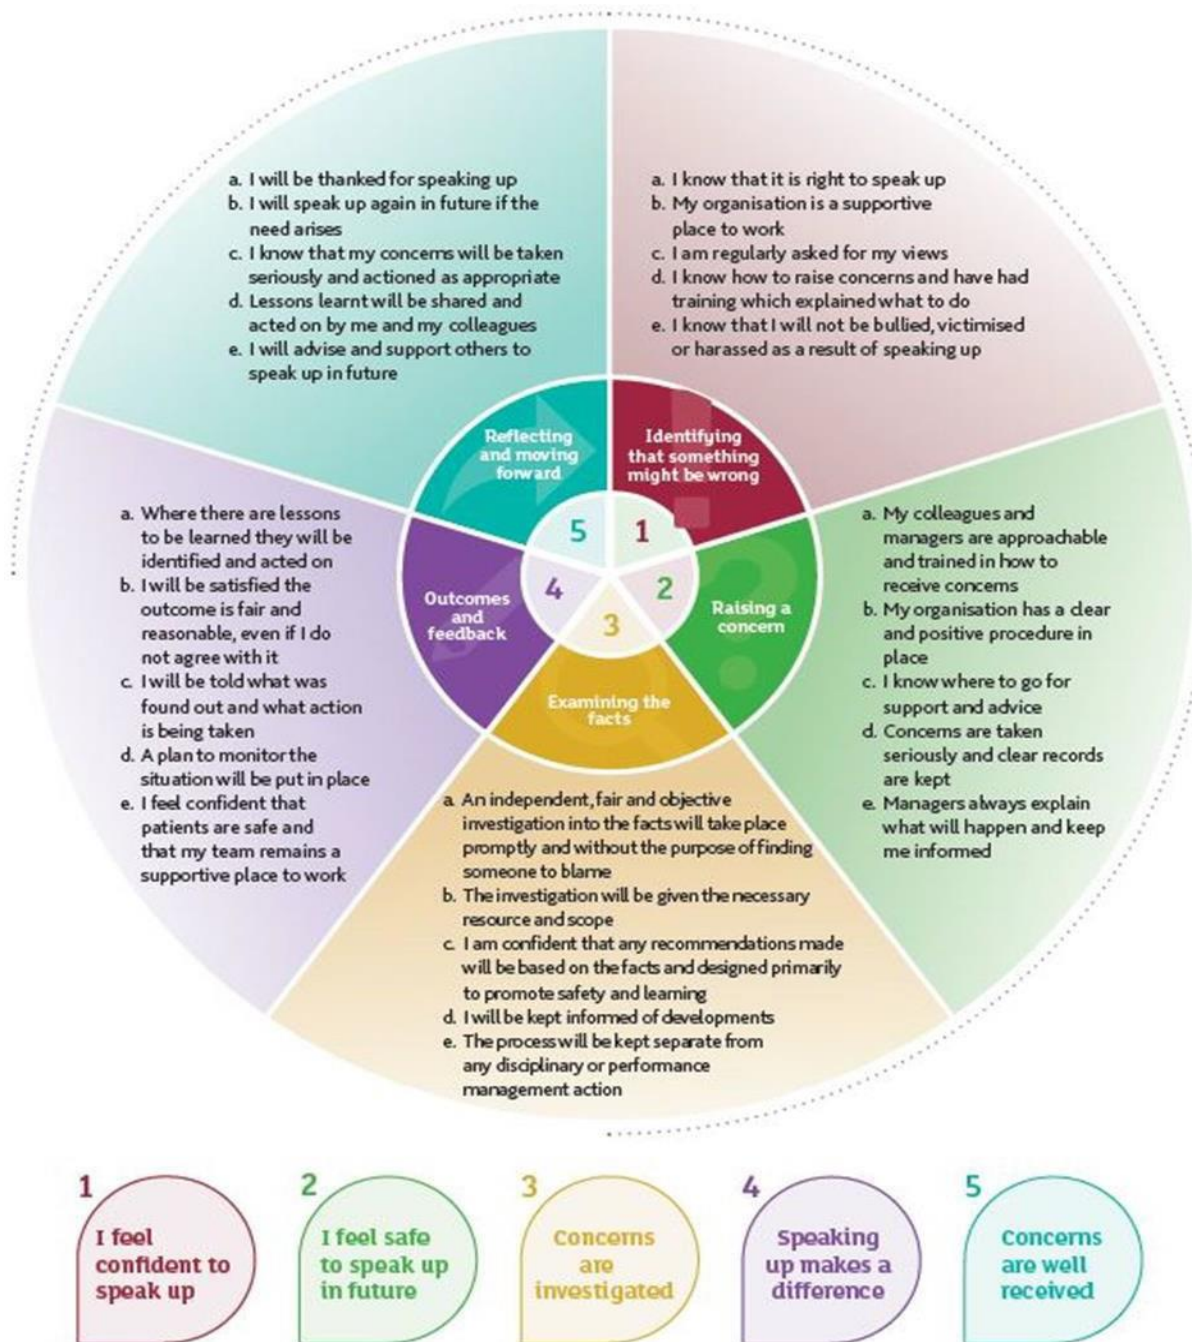 a. I will be thanked for speaking up
b. I will speak up again in future if the
need arises
c. I know that my concerns will be taken
seriously and actioned as appropriate
d. Lessons learnt will be shared and
acted on by me and my colleagues
e. I will advise and support others to
speak up in future
a. I know that it is right to speak up
b. My organisation is a supportive
place to work
c. I am regularly asked for my views
d. I know how to raise concerns and have had
training which explained what to do
e. I know that I will not be bullied, victimised
or harassed as a result of speaking up
Reflecting
and moving
forward
Identifying
that something
might be wrong
5
1
4
2
3
Outcomes
and
feedback
Raising a
concern
Examining the
facts
a. Where there are lessons
to be learned they will be
identified and acted on
b. I will be satisfied the
outcome is fair and
reasonable, even if I do
not agree with it
c. I will be told what was
found out and what action
is being taken
d. A plan to monitor the
situation will be put in place
e. I feel confident that
patients are safe and
that my team remains a
supportive place to work
a. My colleagues and
managers are approachable
and trained in how to
receive concerns
b. My organisation has a clear
and positive procedure in
place
c. I know where to go for
support and advice
d. Concerns are taken
seriously and clear records
are kept
e. Managers always explain
what will happen and keep
me informed
a. An independent, fair and objective
investigation into the facts will take place
promptly and without the purpose of finding
someone to blame
b. The investigation will be given the necessary
resource and scope
c. I am confident that any recommendations made
will be based on the facts and designed primarily
to promote safety and learning
d. I will be kept informed of developments
e. The process will be kept separate from
any disciplinary or performance
management action
1
I feel
confident to
speak up
2
I feel safe
to speak up
in future
3
Concerns
are
investigated
4
Speaking
up makes a
difference
5
Concerns
are well
received